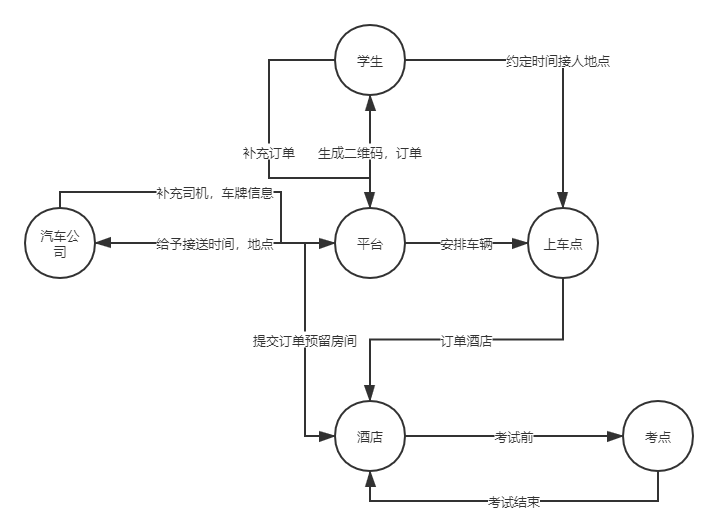 学生
约定时间接人地点
补充订单
生成二维码，订单
补充司机，车牌信息
汽车公
司
给予接送时间，地点
平台
安排车辆
上车点
提交订单预留房间
订单酒店
酒店
考试前
考点
考试结束